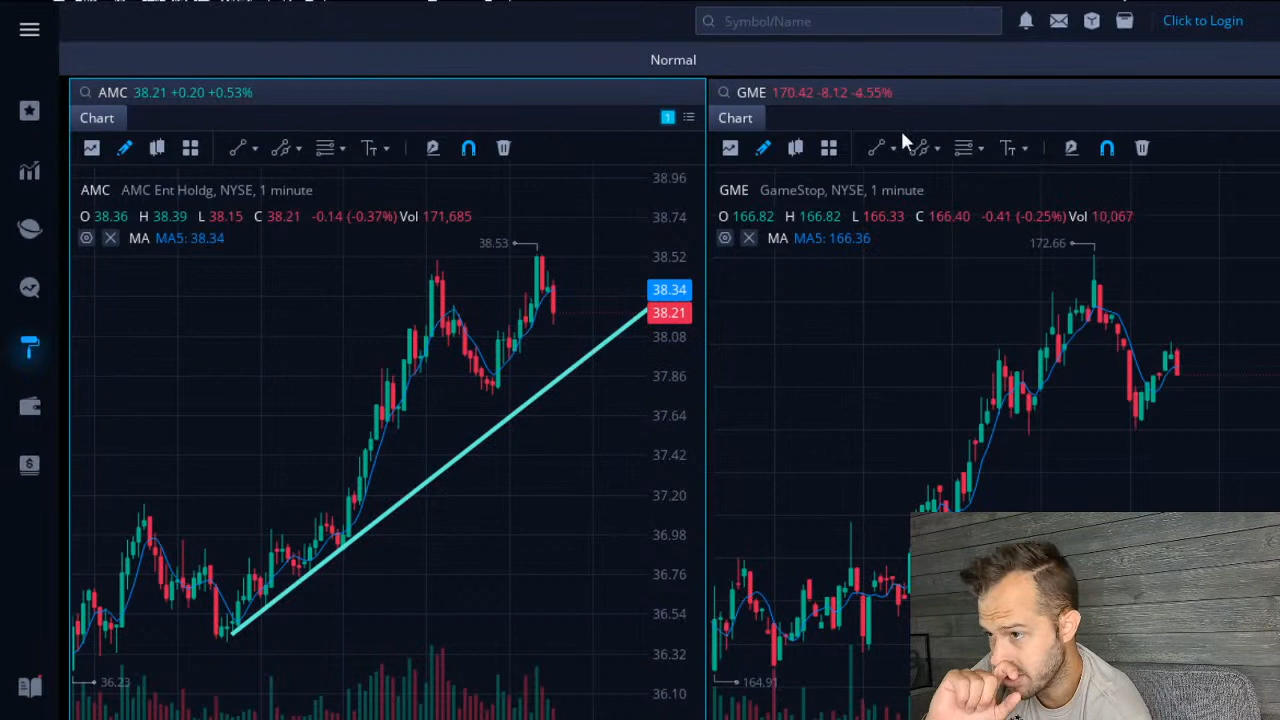 Symbol/Name
Click to Login
Normal
AMC 38.21 +0.20 +0.53%
Chart
1
AMC AMC Ent Holdg, NYSE, 1 minute
O 38.36 H 38.39 L 38.15 C 38.21 -0.14 (-0.37%) Vol 171,685
MA MA5: 38.34
38.53
38.96
38.74
38.52
38.34
38.21
38.08
37.86
37.64
37.42
37.20
36.98
36.76
36.54
36.32
36.10
36.23
GME 170.42 -8.12 -4.55%
Chart
GME GameStop, NYSE, 1 minute
O 166.82 H 166.82 L 166.33 C 166.40 -0.41 (-0.25%) Vol 10,067
MA MA5: 166.36
172.66
164.91